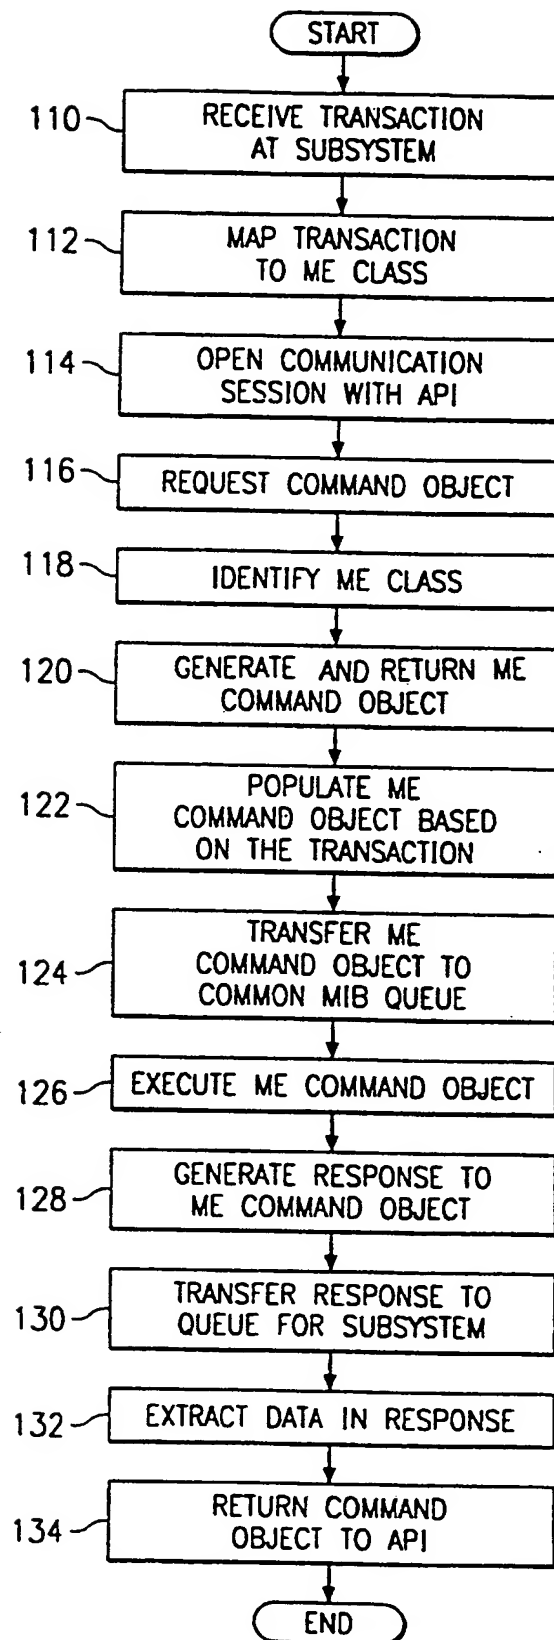 START
110
RECEIVE TRANSACTION
AT SUBSYSTEM
112
MAP TRANSACTION
TO ME CLASS
114
OPEN COMMUNICATION
SESSION WITH API
116
REQUEST COMMAND OBJECT
118
IDENTIFY ME CLASS
120
GENERATE AND RETURN ME
COMMAND OBJECT
122
POPULATE ME
COMMAND OBJECT BASED
ON THE TRANSACTION
124
TRANSFER ME
COMMAND OBJECT TO
COMMON MIB QUEUE
126
EXECUTE ME COMMAND OBJECT
128
GENERATE RESPONSE TO
ME COMMAND OBJECT
130
TRANSFER RESPONSE TO
QUEUE FOR SUBSYSTEM
132
EXTRACT DATA IN RESPONSE
134
RETURN COMMAND
OBJECT TO API
END